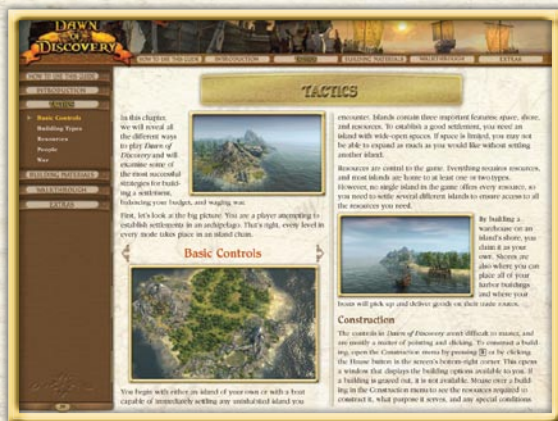 DAWN
OF
DISCOVERY
HOW TO USE THIS GUIDE
INTRODUCTION
TACTICS
BUILDING MATERIALS
WALKTHROUGH
EXTRAS
HOW TO USE THIS GUIDE
INTRODUCTION
TACTICS
Basic Controls
Building Types
Resources
People
War
BUILDING MATERIALS
WALKTHROUGH
EXTRAS
TACTICS
In this chapter,
we will reveal all
the different ways
to play Dawn of
Discovery and will
examine some of
the most successful
strategies for build-
ing a settlement,
balancing your budget, and waging war.
First, let's look at the big picture. You are a player attempting to
establish settlements in an archipelago. That's right, every level in
every mode takes place in an island chain.
Basic Controls
You begin with either an island of your own or with a boat
capable of immediately settling any uninhabited island you
encounter. Islands contain three important features: space, shore,
and resources. To establish a good settlement, you need an
island with wide-open spaces. If space is limited, you may not
be able to expand as much as you would like without settling
another island.
Resources are central to the game. Everything requires resources,
and most islands are home to at least one or two types.
However, no single island in the game offers every resource, so
you need to settle several different islands to ensure access to all
the resources you need.
By building a
warehouse on an
island's shore, you
claim it as your
own. Shores are
also where you can
place all of your
harbor buildings
and where your
boats will pick up and deliver goods on their trade routes.
Construction
The controls in Dawn of Discovery aren't difficult to master, and
are mostly a matter of pointing and clicking. To construct a build-
ing, open the Construction menu by pressing or by clicking
the House button in the screen's bottom-right corner. This opens
a window that displays the building options available to you. If
a building is grayed out, it is not available. Mouse over a build-
ing in the Construction menu to see the resources required to
construct it, what purpose it serves, and any special conditions